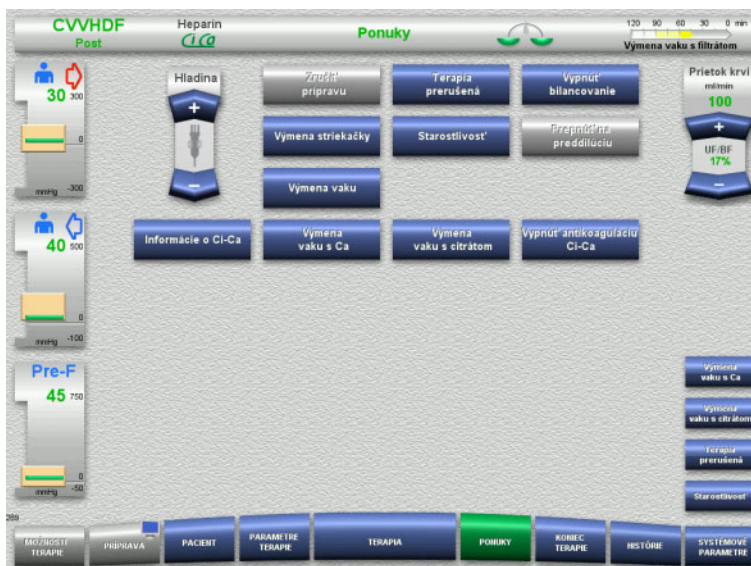 CVVHDF
Post
Heparin
CiCa
Ponuky
120 90 60 30 0 min
Výmena vaku s filtrátom
30 300
0
mmHg -300
40 500
0
mmHg -100
Pre-F
45 750
0
mmHg -50
Hladina
+
−
Zrušiť
prípravu
Terapia
prerušená
Vypnúť
bilancovanie
Výmena striekačky
Starostlivosť
Prepnúť na
preddilúciu
Výmena vaku
Informácie o Ci-Ca
Výmena
vaku s Ca
Výmena
vaku s citrátom
Vypnúť antikoaguláciu
Ci-Ca
Prietok krvi
ml/min
100
+
UF/BF
17%
−
Výmena
vaku s Ca
Výmena
vaku s citrátom
Terapia
prerušená
Starostlivosť
269
MOŽNOSTI
TERAPIE
PRÍPRAVA
PACIENT
PARAMETRE
TERAPIE
TERAPIA
PONUKY
KONIEC
TERAPIE
HISTÓRIE
SYSTÉMOVÉ
PARAMETRE